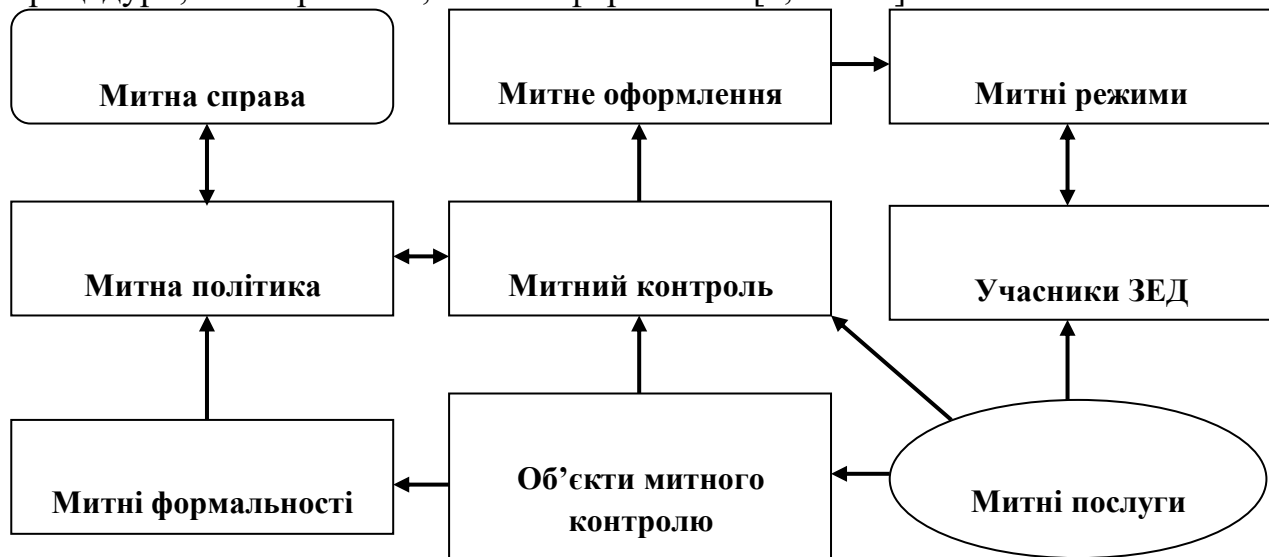 Митна справа
Митне оформлення
Митні режими
Митна політика
Митний контроль
Учасники ЗЕД
Митні формальності
Об’єкти митного
контролю
Митні послуги